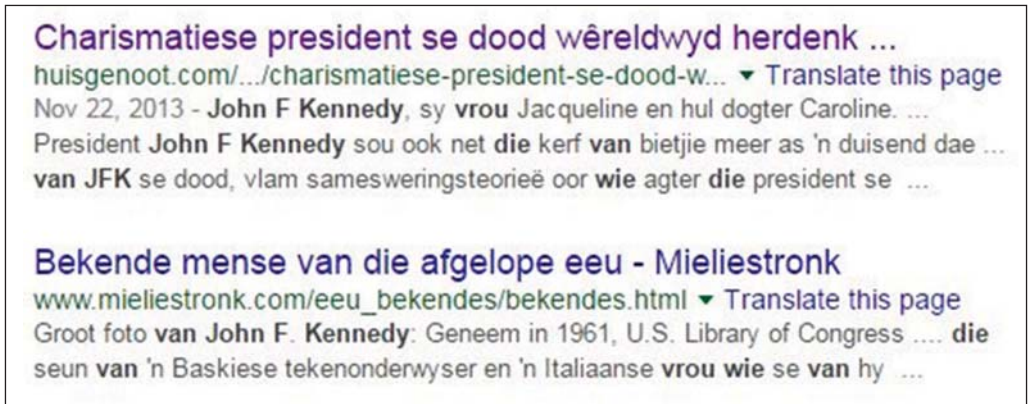 Charismatiese president se dood wêreldwyd herdenk ...
huisgenoot.com/.../charismatiese-president-se-dood-w... ▼ Translate this page
Nov 22, 2013 - John F Kennedy, sy vrou Jacqueline en hul dogter Caroline. ...
President John F Kennedy sou ook net die kerf van bietjie meer as 'n duisend dae ...
van JFK se dood, vlam samesweringsteorieë oor wie agter die president se ...
Bekende mense van die afgelope eeu - Mieliestronk
www.mieliestronk.com/eeu_bekendes/bekendes.html ▼ Translate this page
Groot foto van John F. Kennedy: Geneem in 1961, U.S. Library of Congress .... die
seun van 'n Baskiese tekenonderwyser en 'n Italiaanse vrou wie se van hy ...